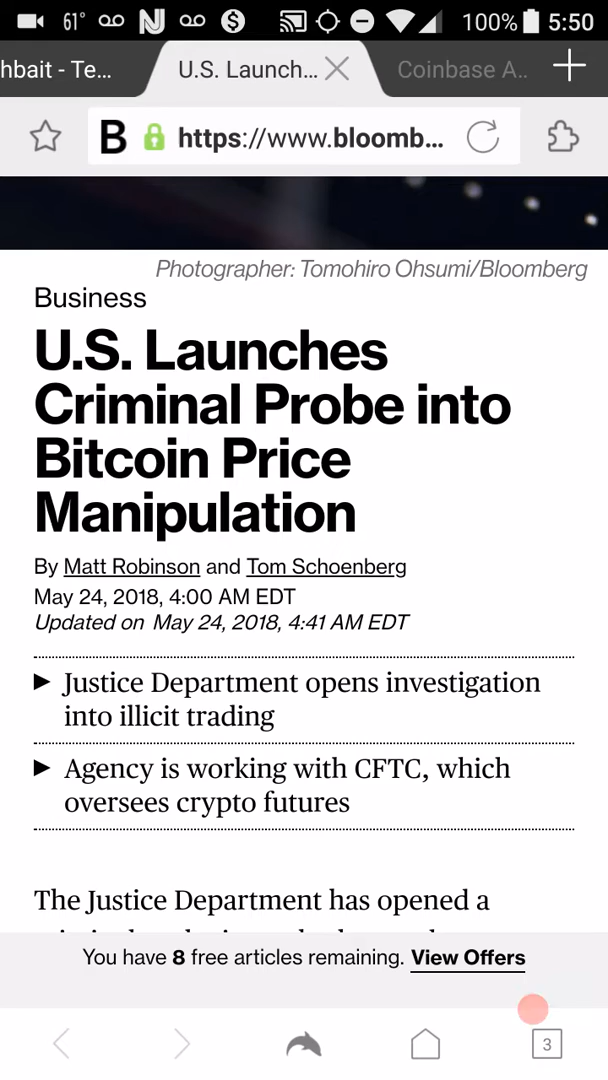 61° 100% 5:50
hbait - Te... U.S. Launch... Coinbase A..
B https://www.bloomb...
Photographer: Tomohiro Ohsumi/Bloomberg
Business
U.S. Launches
Criminal Probe into
Bitcoin Price
Manipulation
By Matt Robinson and Tom Schoenberg
May 24, 2018, 4:00 AM EDT
Updated on May 24, 2018, 4:41 AM EDT
Justice Department opens investigation
into illicit trading
Agency is working with CFTC, which
oversees crypto futures
The Justice Department has opened a
You have 8 free articles remaining. View Offers
3